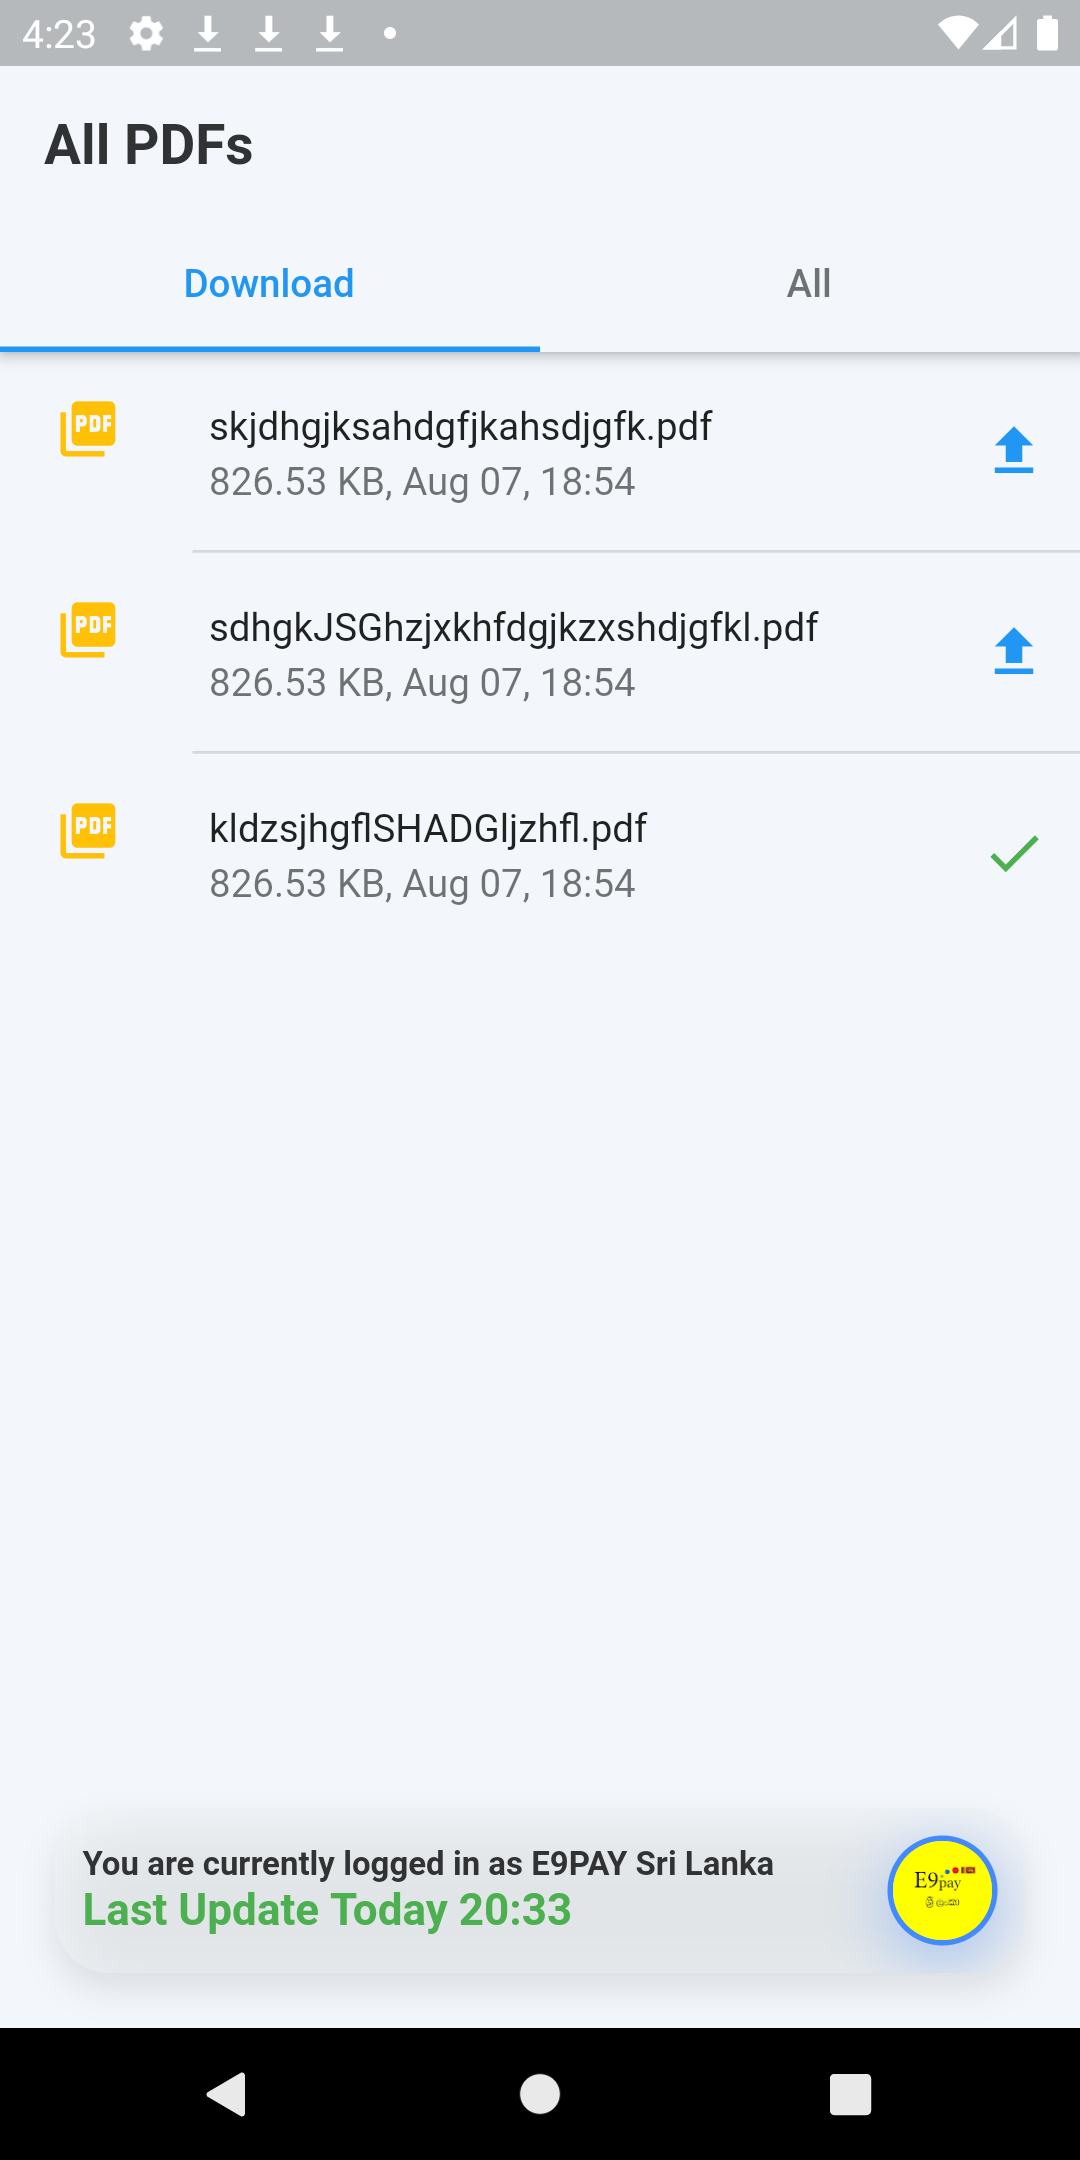 4:23
All PDFs
Download
All
PDF
skjdhgjksahdgfjkahsdjgfk.pdf
826.53 KB, Aug 07, 18:54
PDF
sdhgkJSGhzjxkhfdgjkzxshdjgfkl.pdf
826.53 KB, Aug 07, 18:54
PDF
kldzsjhgflSHADGljzhfl.pdf
826.53 KB, Aug 07, 18:54
You are currently logged in as E9PAY Sri Lanka
Last Update Today 20:33
E9pay
ශ්‍රී ලංකා